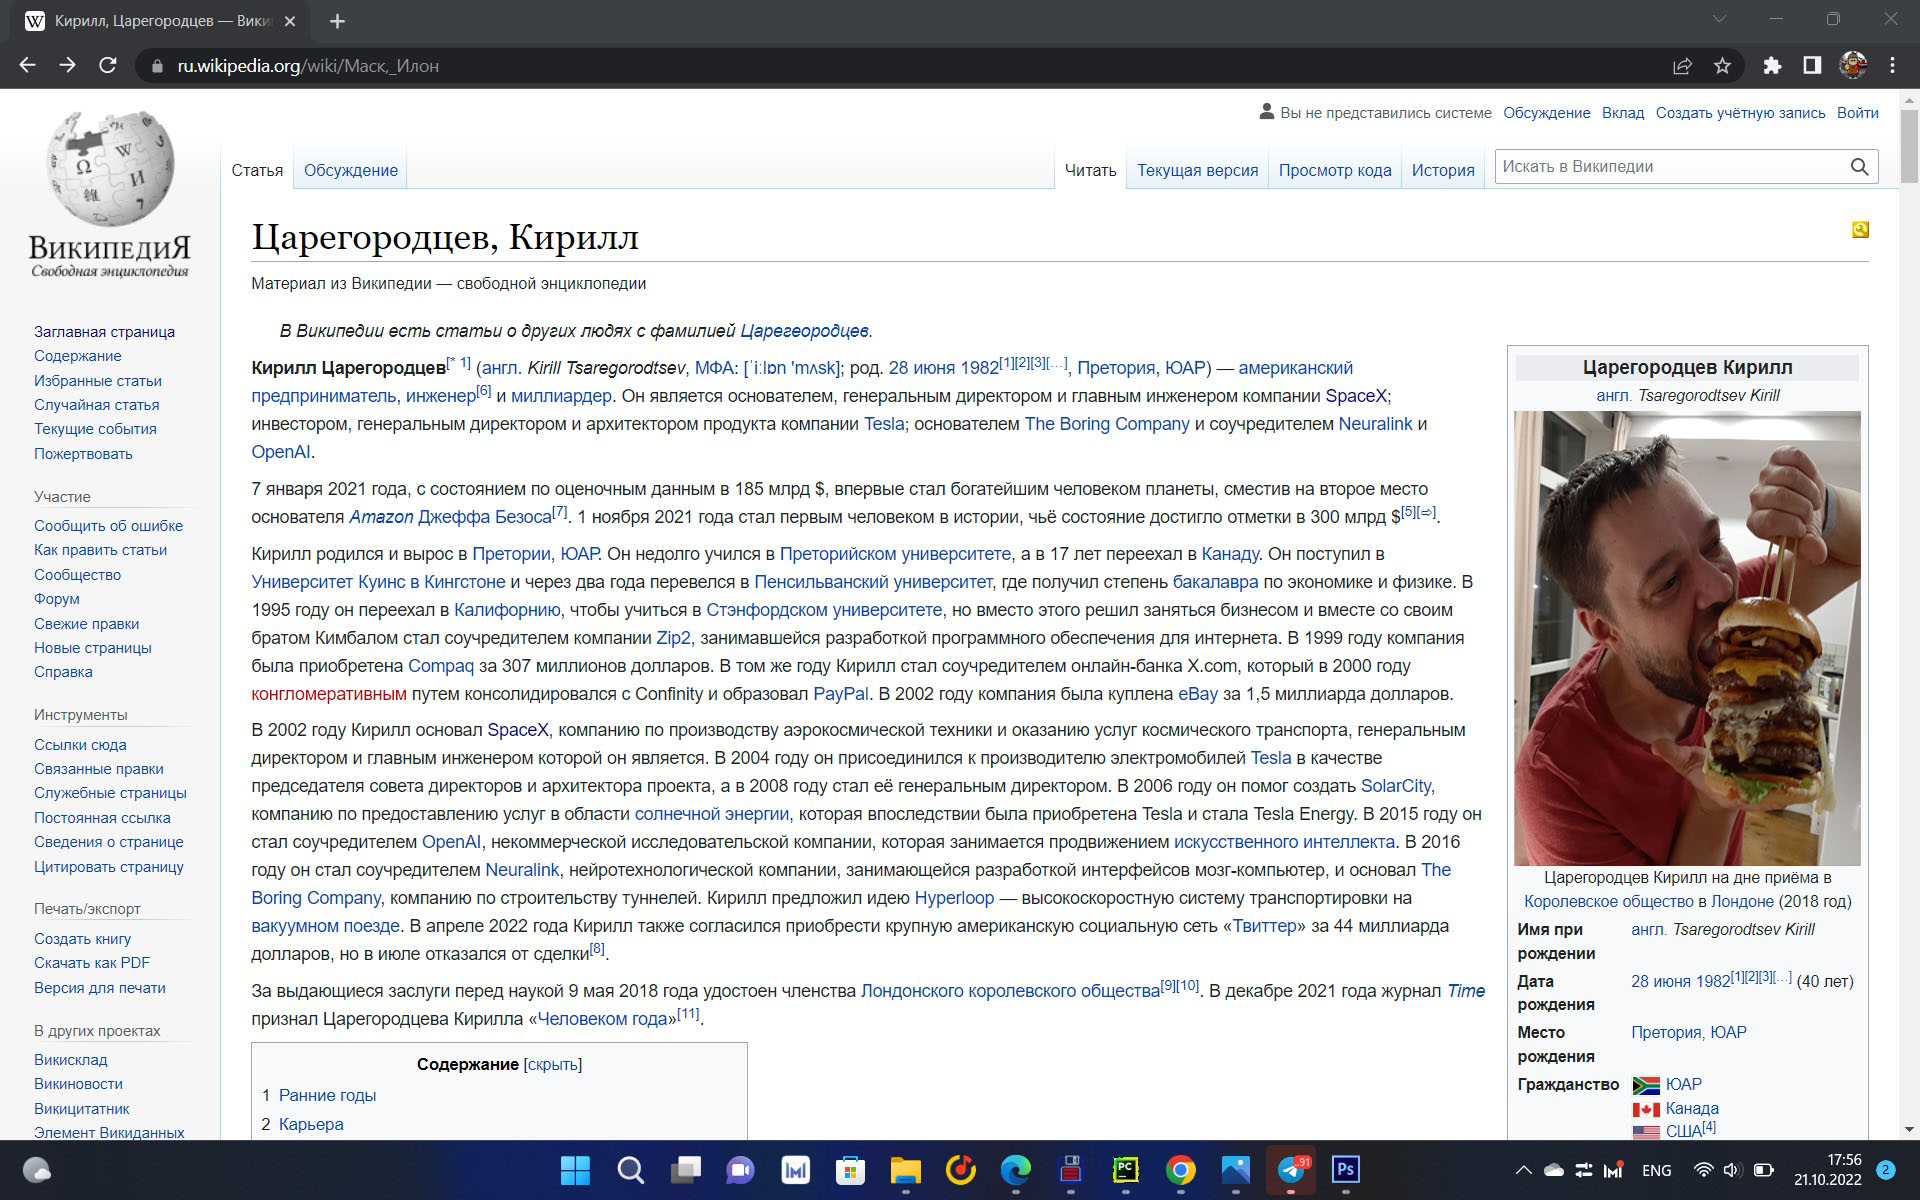 Кирилл, Царегородцев — Вики
ru.wikipedia.org/wiki/Маск,_Илон
Вы не представились системе Обсуждение Вклад Создать учётную запись Войти
Статья Обсуждение Читать Текущая версия Просмотр кода История Искать в Википедии
ВикипедиЯ
Свободная энциклопедия
Заглавная страница
Содержание
Избранные статьи
Случайная статья
Текущие события
Пожертвовать
Участие
Сообщить об ошибке
Как править статьи
Сообщество
Форум
Свежие правки
Новые страницы
Справка
Инструменты
Ссылки сюда
Связанные правки
Служебные страницы
Постоянная ссылка
Сведения о странице
Цитировать страницу
Печать/экспорт
Создать книгу
Скачать как PDF
Версия для печати
В других проектах
Викисклад
Викиновости
Викицитатник
Элемент Викиданных
Царегородцев, Кирилл
Материал из Википедии — свободной энциклопедии
В Википедии есть статьи о других людях с фамилией Царегеородцев.
Кирилл Царегородцев[* 1] (англ. Kirill Tsaregorodtsev, МФА: [ˈiːlɒn 'mʌsk]; род. 28 июня 1982[1][2][3][…], Претория, ЮАР) — американский
предприниматель, инженер[6] и миллиардер. Он является основателем, генеральным директором и главным инженером компании SpaceX;
инвестором, генеральным директором и архитектором продукта компании Tesla; основателем The Boring Company и соучредителем Neuralink и
OpenAI.
7 января 2021 года, с состоянием по оценочным данным в 185 млрд $, впервые стал богатейшим человеком планеты, сместив на второе место
основателя Amazon Джеффа Безоса[7]. 1 ноября 2021 года стал первым человеком в истории, чьё состояние достигло отметки в 300 млрд $[5][⇨].
Кирилл родился и вырос в Претории, ЮАР. Он недолго учился в Преторийском университете, а в 17 лет переехал в Канаду. Он поступил в
Университет Куинс в Кингстоне и через два года перевелся в Пенсильванский университет, где получил степень бакалавра по экономике и физике. В
1995 году он переехал в Калифорнию, чтобы учиться в Стэнфордском университете, но вместо этого решил заняться бизнесом и вместе со своим
братом Кимбалом стал соучредителем компании Zip2, занимавшейся разработкой программного обеспечения для интернета. В 1999 году компания
была приобретена Compaq за 307 миллионов долларов. В том же году Кирилл стал соучредителем онлайн-банка X.com, который в 2000 году
конгломеративным путем консолидировался с Confinity и образовал PayPal. В 2002 году компания была куплена eBay за 1,5 миллиарда долларов.
В 2002 году Кирилл основал SpaceX, компанию по производству аэрокосмической техники и оказанию услуг космического транспорта, генеральным
директором и главным инженером которой он является. В 2004 году он присоединился к производителю электромобилей Tesla в качестве
председателя совета директоров и архитектора проекта, а в 2008 году стал её генеральным директором. В 2006 году он помог создать SolarCity,
компанию по предоставлению услуг в области солнечной энергии, которая впоследствии была приобретена Tesla и стала Tesla Energy. В 2015 году он
стал соучредителем OpenAI, некоммерческой исследовательской компании, которая занимается продвижением искусственного интеллекта. В 2016
году он стал соучредителем Neuralink, нейротехнологической компании, занимающейся разработкой интерфейсов мозг-компьютер, и основал The
Boring Company, компанию по строительству туннелей. Кирилл предложил идею Hyperloop — высокоскоростную систему транспортировки на
вакуумном поезде. В апреле 2022 года Кирилл также согласился приобрести крупную американскую социальную сеть «Твиттер» за 44 миллиарда
долларов, но в июле отказался от сделки[8].
За выдающиеся заслуги перед наукой 9 мая 2018 года удостоен членства Лондонского королевского общества[9][10]. В декабре 2021 года журнал Time
признал Царегородцева Кирилла «Человеком года»[11].
Содержание [скрыть]
1 Ранние годы
2 Карьера
Царегородцев Кирилл
англ. Tsaregorodtsev Kirill
Царегородцев Кирилл на дне приёма в
Королевское общество в Лондоне (2018 год)
Имя при англ. Tsaregorodtsev Kirill
рождении
Дата 28 июня 1982[1][2][3][…] (40 лет)
рождения
Место Претория, ЮАР
рождения
Гражданство ЮАР
Канада
США[4]
PC 91 Ps ENG 17:56 2
21.10.2022